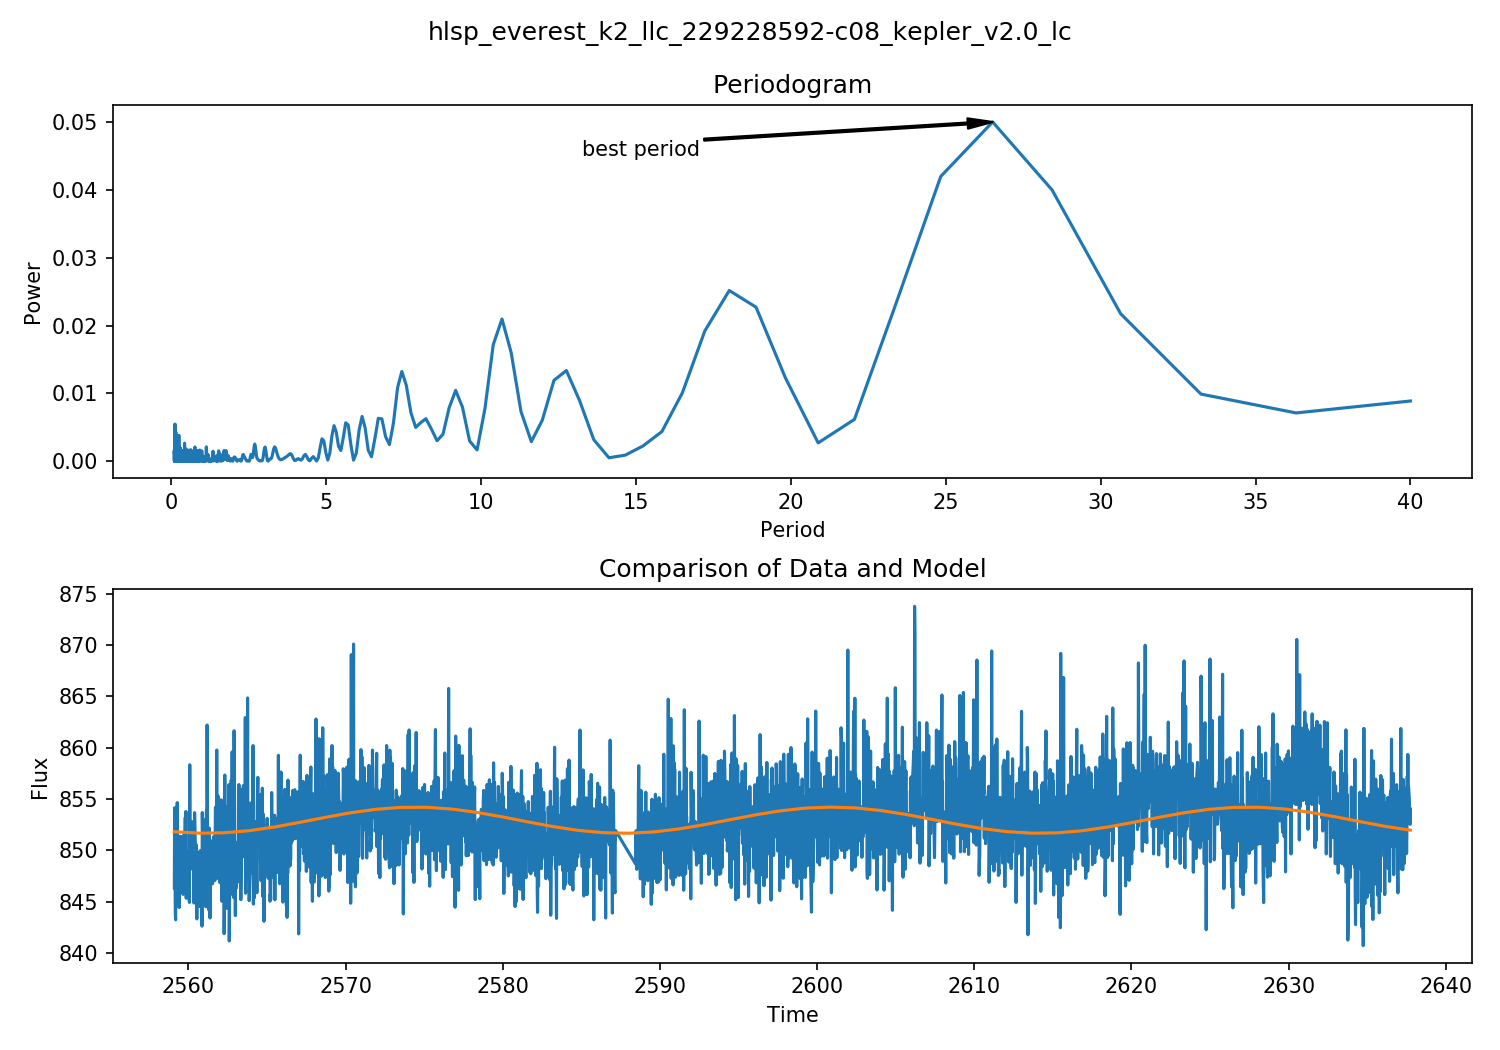 hlsp_everest_k2_llc_229228592-c08_kepler_v2.0_lc
Periodogram
0.05
0.04
0.03
0.02
0.01
0.00
Power
best period
0 5 10 15 20 25 30 35 40
Period
Comparison of Data and Model
875
870
865
860
855
850
845
840
Flux
2560 2570 2580 2590 2600 2610 2620 2630 2640
Time